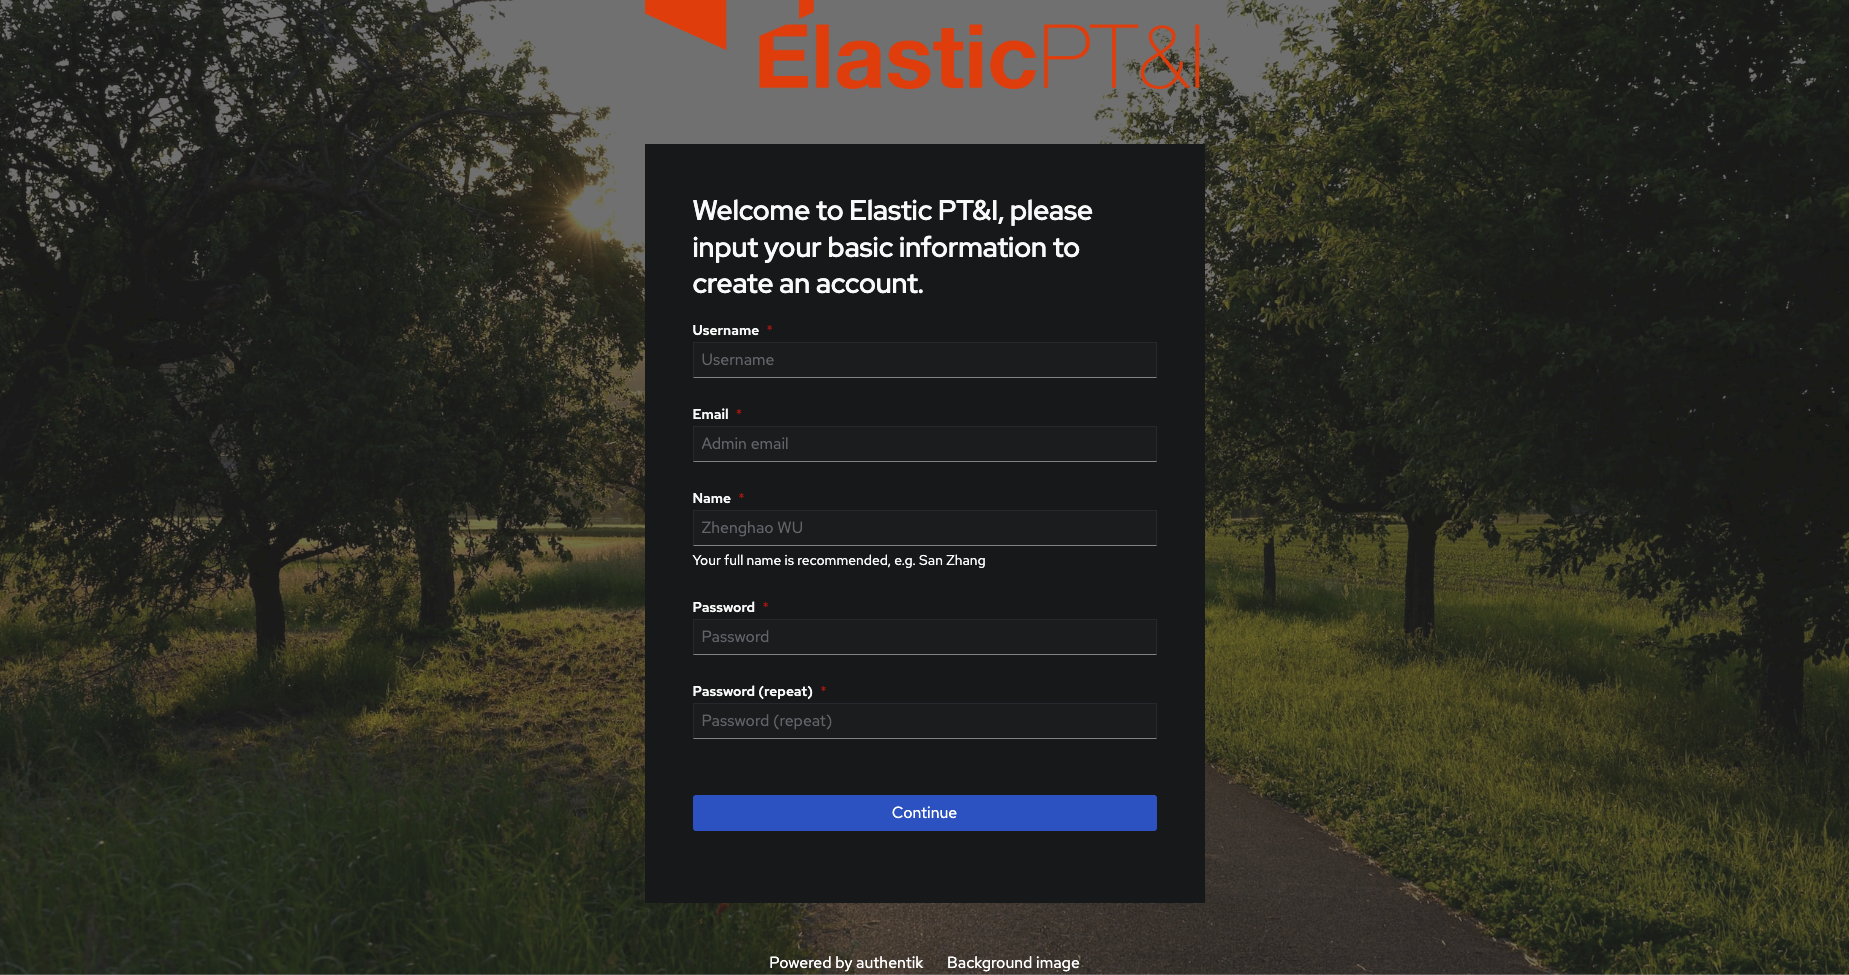 ElasticPT&I
Welcome to Elastic PT&I, please
input your basic information to
create an account.
Username *
Username
Email *
Admin email
Name *
Zhenghao WU
Your full name is recommended, e.g. San Zhang
Password *
Password
Password (repeat) *
Password (repeat)
Continue
Powered by authentik Background image